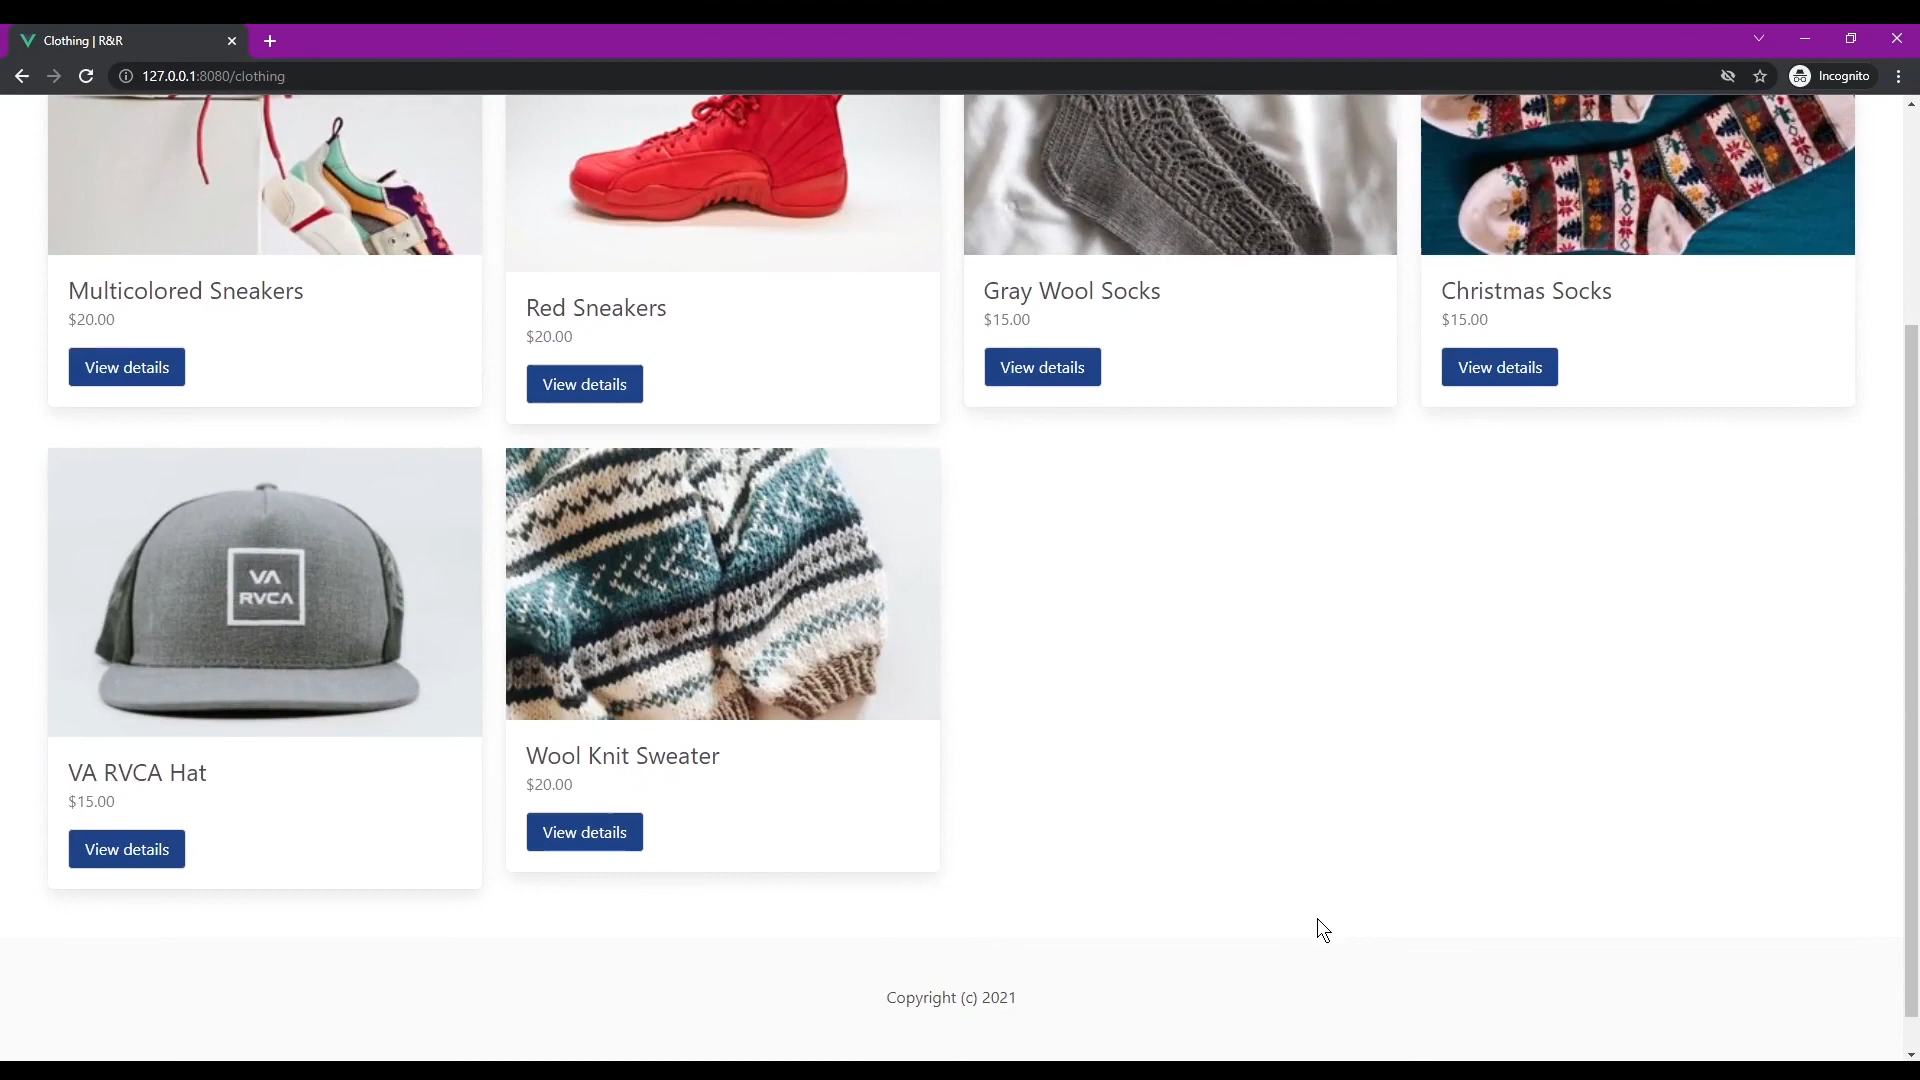 Clothing | R&R
127.0.0.1:8080/clothing
Incognito
Multicolored Sneakers
$20.00
View details
Red Sneakers
$20.00
View details
Gray Wool Socks
$15.00
View details
Christmas Socks
$15.00
View details
VA
RVCA
VA RVCA Hat
$15.00
View details
Wool Knit Sweater
$20.00
View details
Copyright (c) 2021